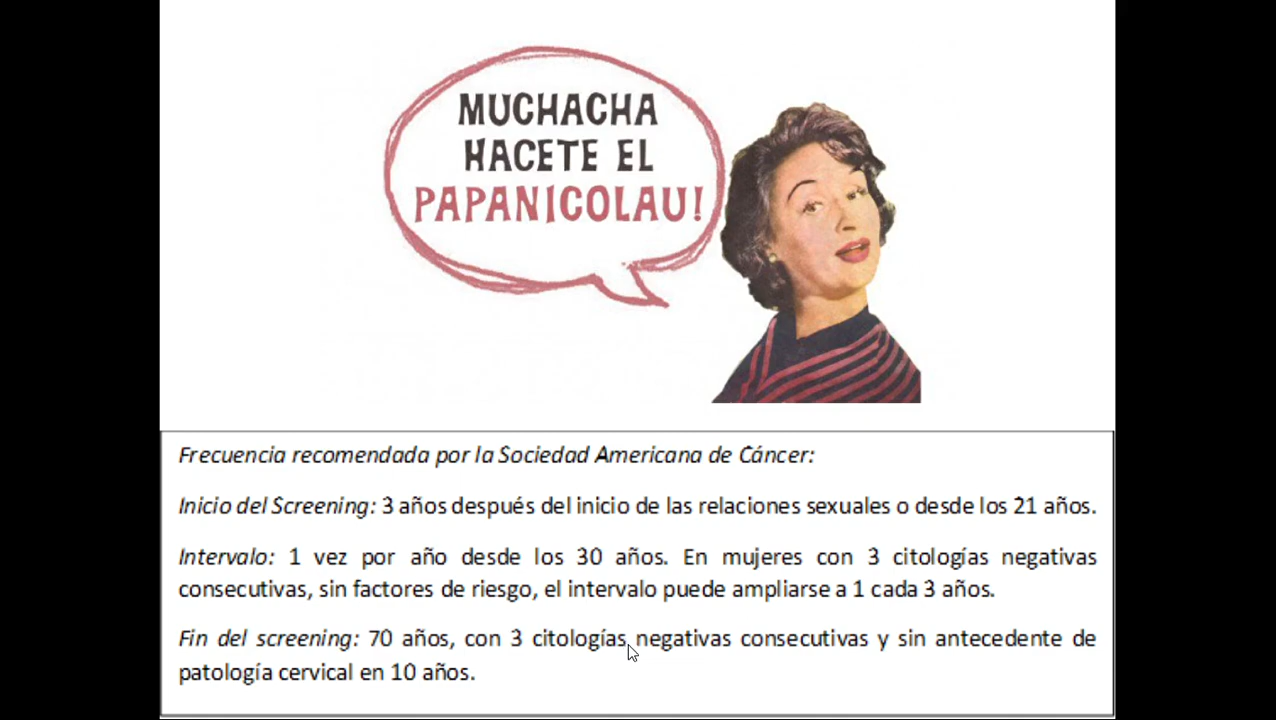 MUCHACHA
HACETE EL
PAPANICOLAU!
Frecuencia recomendada por la Sociedad Americana de Cáncer:
Inicio del Screening: 3 años después del inicio de las relaciones sexuales o desde los 21 años.
Intervalo: 1 vez por año desde los 30 años. En mujeres con 3 citologías negativas
consecutivas, sin factores de riesgo, el intervalo puede ampliarse a 1 cada 3 años.
Fin del screening: 70 años, con 3 citologías negativas consecutivas y sin antecedente de
patología cervical en 10 años.